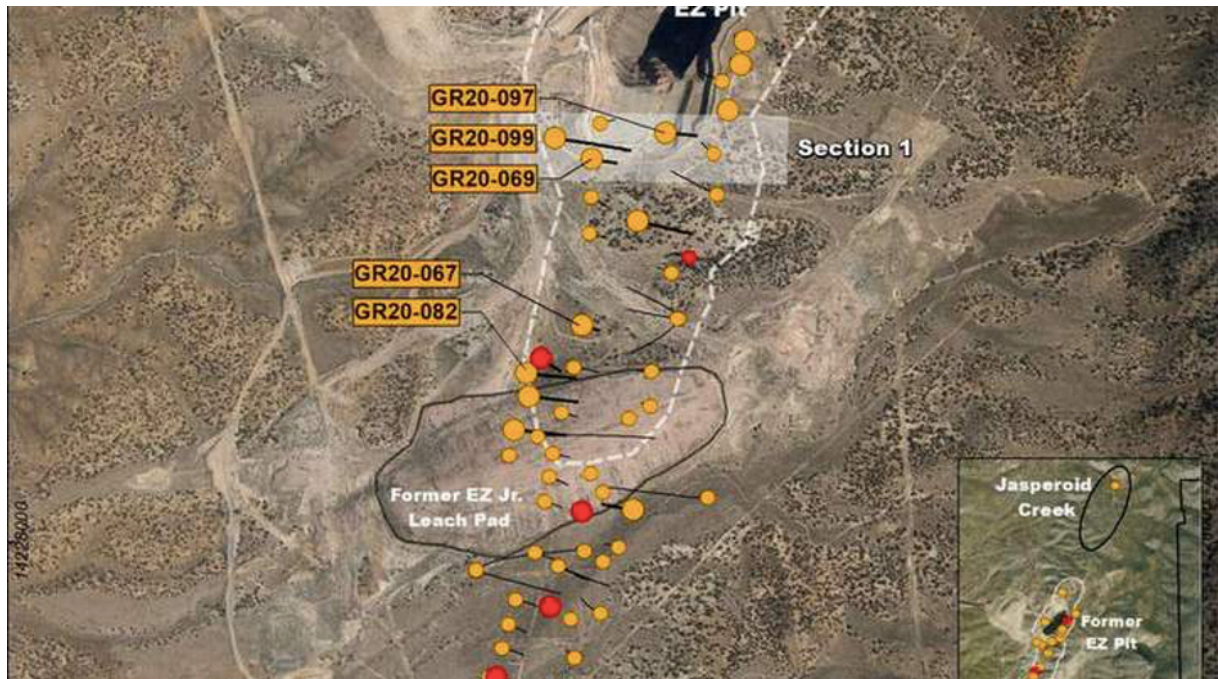 EZ Pit
GR20-097
GR20-099
GR20-069
Section 1
GR20-067
GR20-082
Former EZ Jr.
Leach Pad
14228000
Jasperoid
Creek
Former
EZ Pit